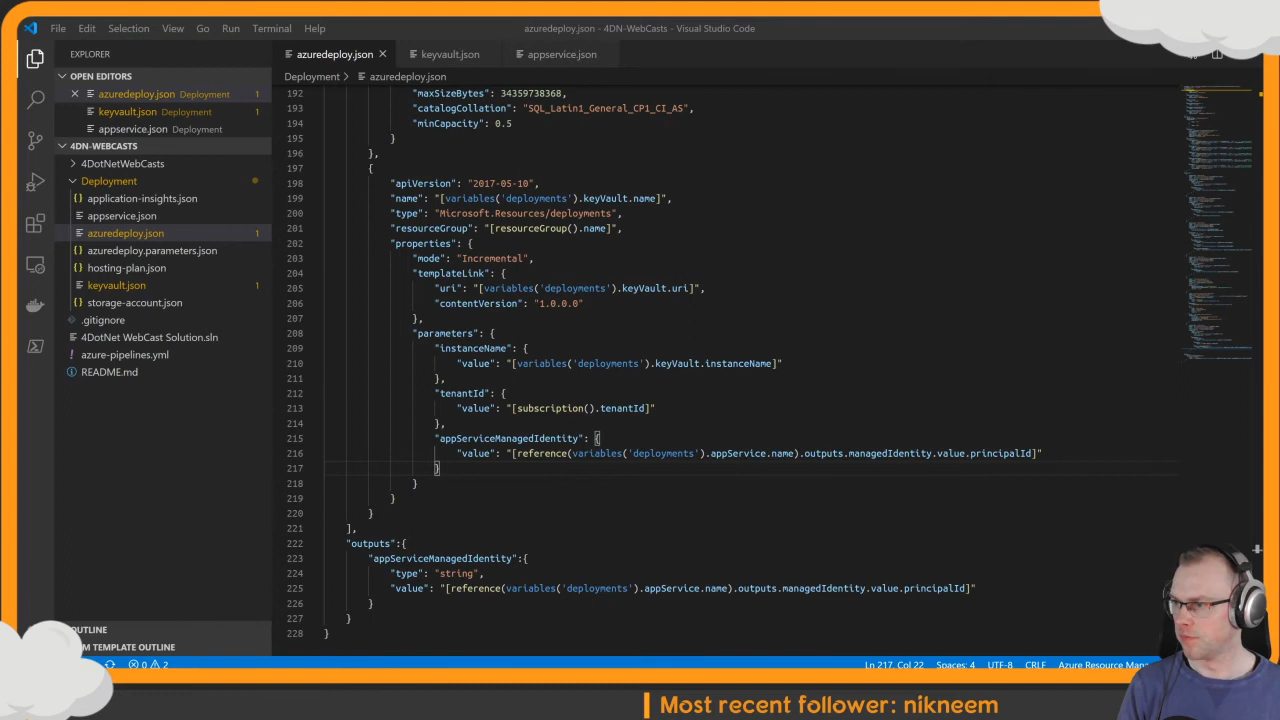 File Edit Selection View Go Run Terminal Help
azuredeploy.json - 4DN-WebCasts - Visual Studio Code
EXPLORER
azuredeploy.json
keyvault.json
appservice.json
OPEN EDITORS
azuredeploy.json Deployment 1
keyvault.json Deployment 1
appservice.json Deployment
4DN-WEBCASTS
4DotNetWebCasts
Deployment
application-insights.json
appservice.json
azuredeploy.json 1
azuredeploy.parameters.json
hosting-plan.json
keyvault.json 1
storage-account.json
.gitignore
4DotNet WebCast Solution.sln
azure-pipelines.yml
README.md
OUTLINE
M TEMPLATE OUTLINE
Deployment > azuredeploy.json
192 "maxSizeBytes": 34359738368,
193 "catalogCollation": "SQL_Latin1_General_CP1_CI_AS",
194 "minCapacity": 0.5
195 }
196 },
197 {
198 "apiVersion": "2017-05-10",
199 "name": "[variables('deployments').keyVault.name]",
200 "type": "Microsoft.Resources/deployments",
201 "resourceGroup": "[resourceGroup().name]",
202 "properties": {
203 "mode": "Incremental",
204 "templateLink": {
205 "uri": "[variables('deployments').keyVault.uri]",
206 "contentVersion": "1.0.0.0"
207 },
208 "parameters": {
209 "instanceName": {
210 "value": "[variables('deployments').keyVault.instanceName]"
211 },
212 "tenantId": {
213 "value": "[subscription().tenantId]"
214 },
215 "appServiceManagedIdentity": {
216 "value": "[reference(variables('deployments').appService.name).outputs.managedIdentity.value.principalId]"
217 }
218 }
219 }
220 }
221 ],
222 "outputs":{
223 "appServiceManagedIdentity":{
224 "type": "string",
225 "value": "[reference(variables('deployments').appService.name).outputs.managedIdentity.value.principalId]"
226 }
227 }
228 }
0 2
Ln 217, Col 22 Spaces: 4 UTF-8 CRLF Azure Resource Man
Most recent follower: nikneem